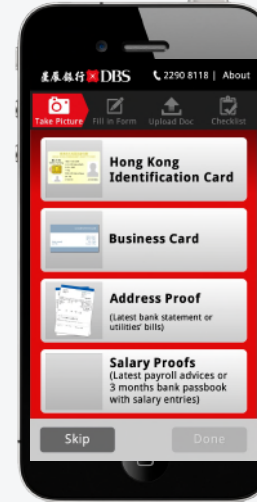 星展銀行 DBS 2290 8118 | About
Take Picture Fill in Form Upload Doc Checklist
Hong Kong
Identification Card
Business Card
Address Proof
(Latest bank statement or
utilities' bills)
Salary Proofs
(Latest payroll advices or
3 months bank passbook
with salary entries)
Skip Done